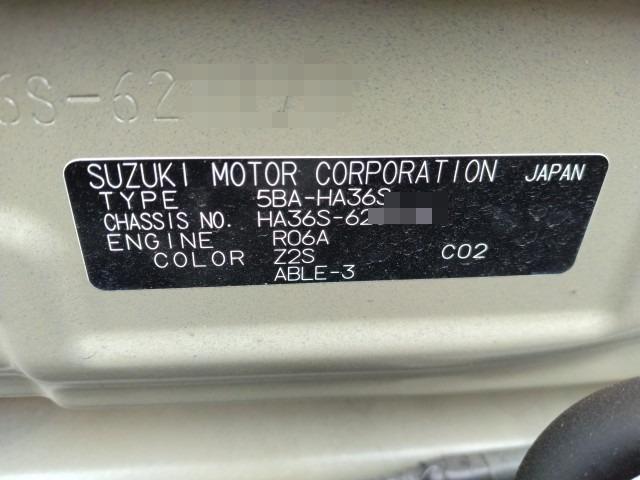 6S-62
SUZUKI MOTOR CORPORATION JAPAN
TYPE 5BA-HA36S
CHASSIS NO. HA36S-62
ENGINE R06A
COLOR Z2S CO2
ABLE-3